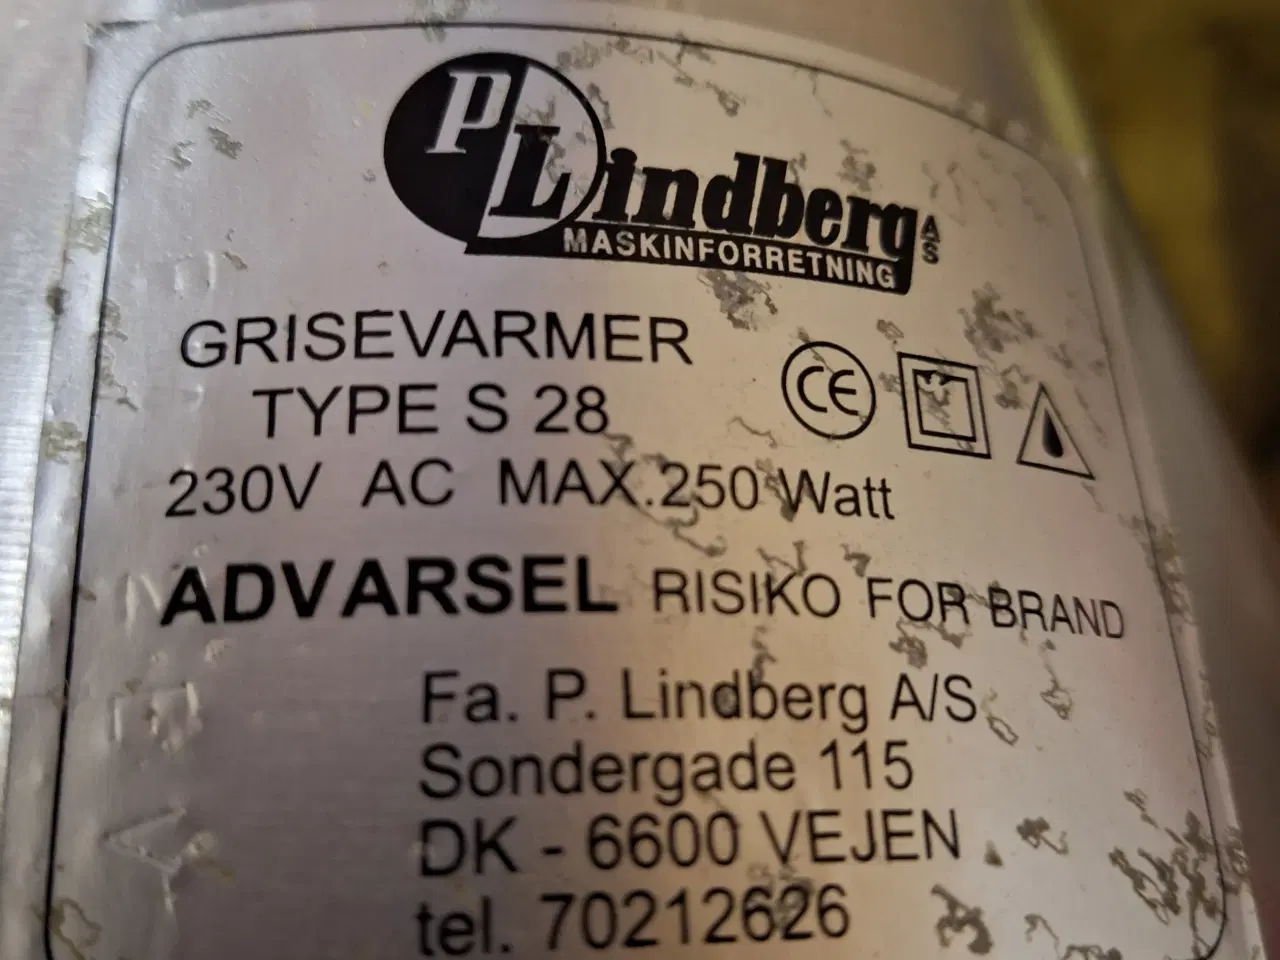 PLindberg A/S
MASKINFORRETNING
GRISEVARMER
TYPE S 28
CE
230V AC MAX.250 Watt
ADVARSEL RISIKO FOR BRAND
Fa. P. Lindberg A/S
Sondergade 115
DK - 6600 VEJEN
tel. 70212626